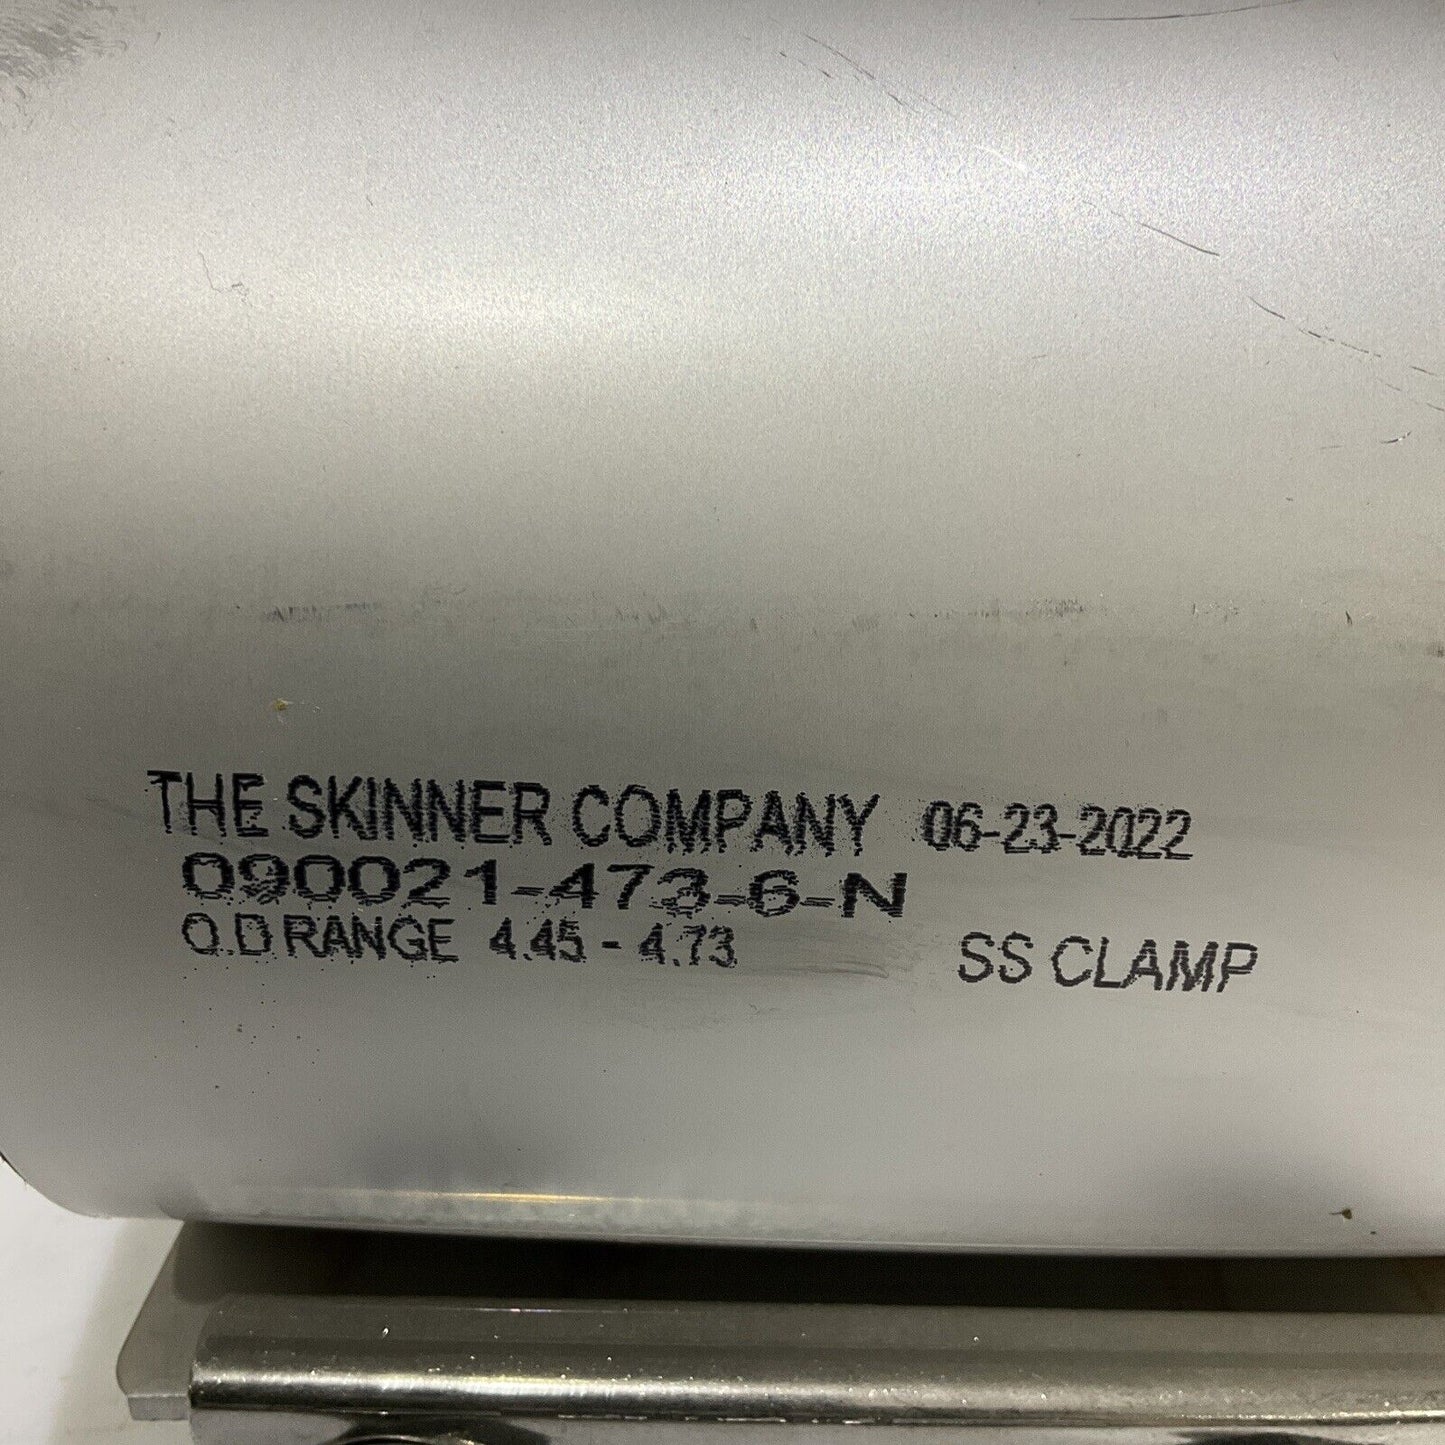 THE SKINNER COMPANY 06-23-2022
090021-473-6-N
O.D RANGE 4.45 - 4.73 SS CLAMP